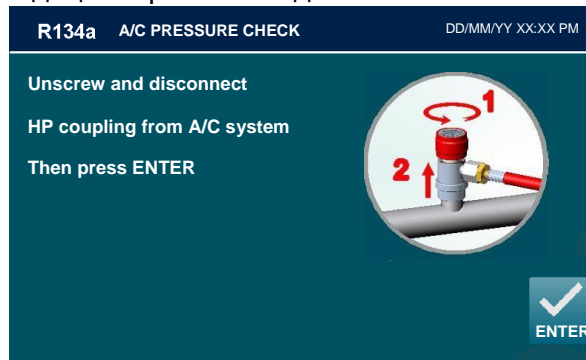 R134a A/C PRESSURE CHECK DD/MM/YY XX:XX PM
Unscrew and disconnect
HP coupling from A/C system
Then press ENTER
1
2
ENTER